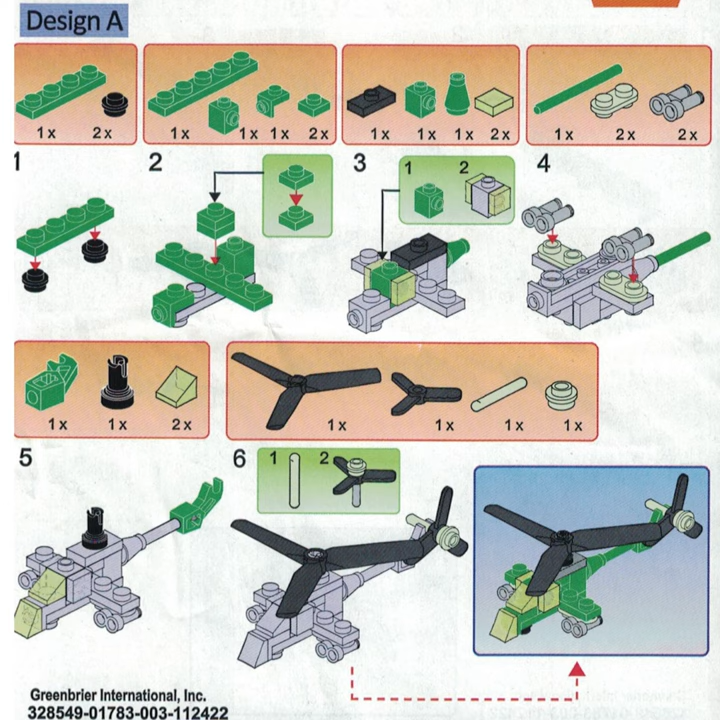 Design A
1x 2x
1x 1x 1x 2x
1x 1x 1x 2x
1x 2x 2x
1
2
3
1 2
4
1x 1x 2x
1x 1x 1x 1x
5
6
1 2
Greenbrier International, Inc.
328549-01783-003-112422